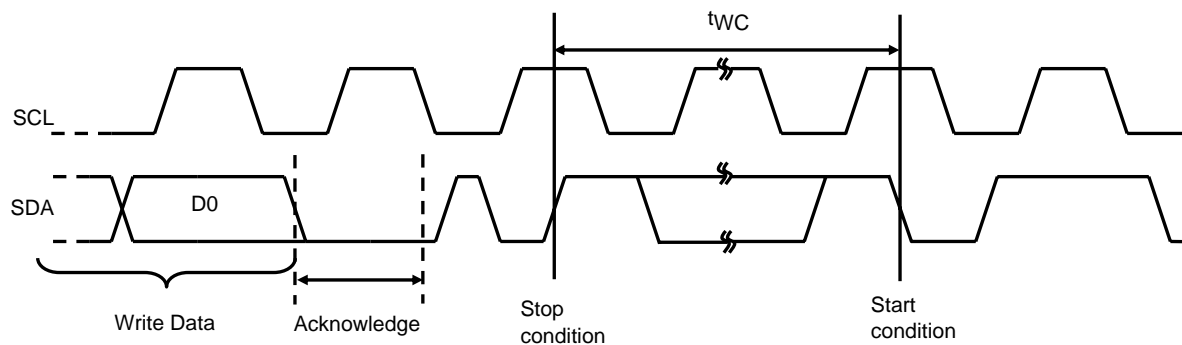 tWC
SCL
SDA
D0
Write Data
Acknowledge
Stop
condition
Start
condition